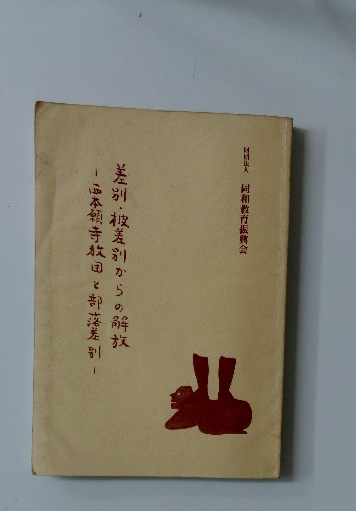 財団法人 同和教育振興会
差別・被差別からの解放
－西本願寺教団と部落差別－